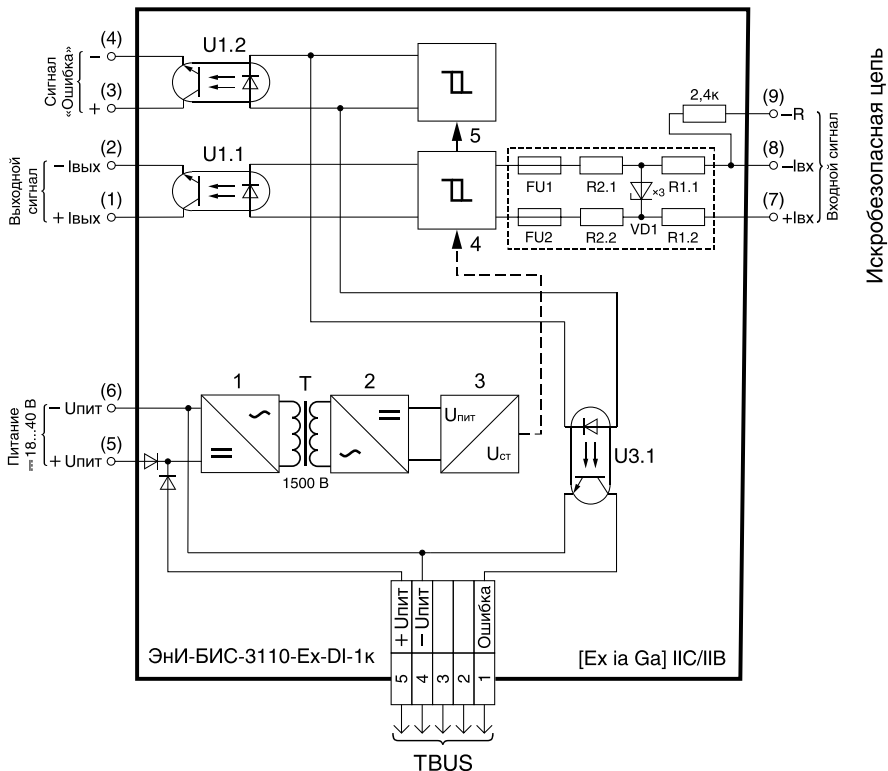 (4)
U1.2
Сигнал
«Ошибка»
−
(3)
+
2,4к
(9)
−R
5
(2)
− Iвых
U1.1
Выходной
сигнал
(1)
+ Iвых
FU1
R2.1
×3
R1.1
(8)
−Iвх
Входной сигнал
(7)
+Iвх
FU2
R2.2
VD1
R1.2
4
Искробезопасная цепь
(6)
− Uпит
Питание
18...40 В
(5)
+ Uпит
1
T
2
3
Uпит
Uст
1500 В
U3.1
+ Uпит
− Uпит
Ошибка
ЭнИ-БИС-3110-Ex-DI-1к
[Ex ia Ga] IIC/IIB
5
4
3
2
1
TBUS